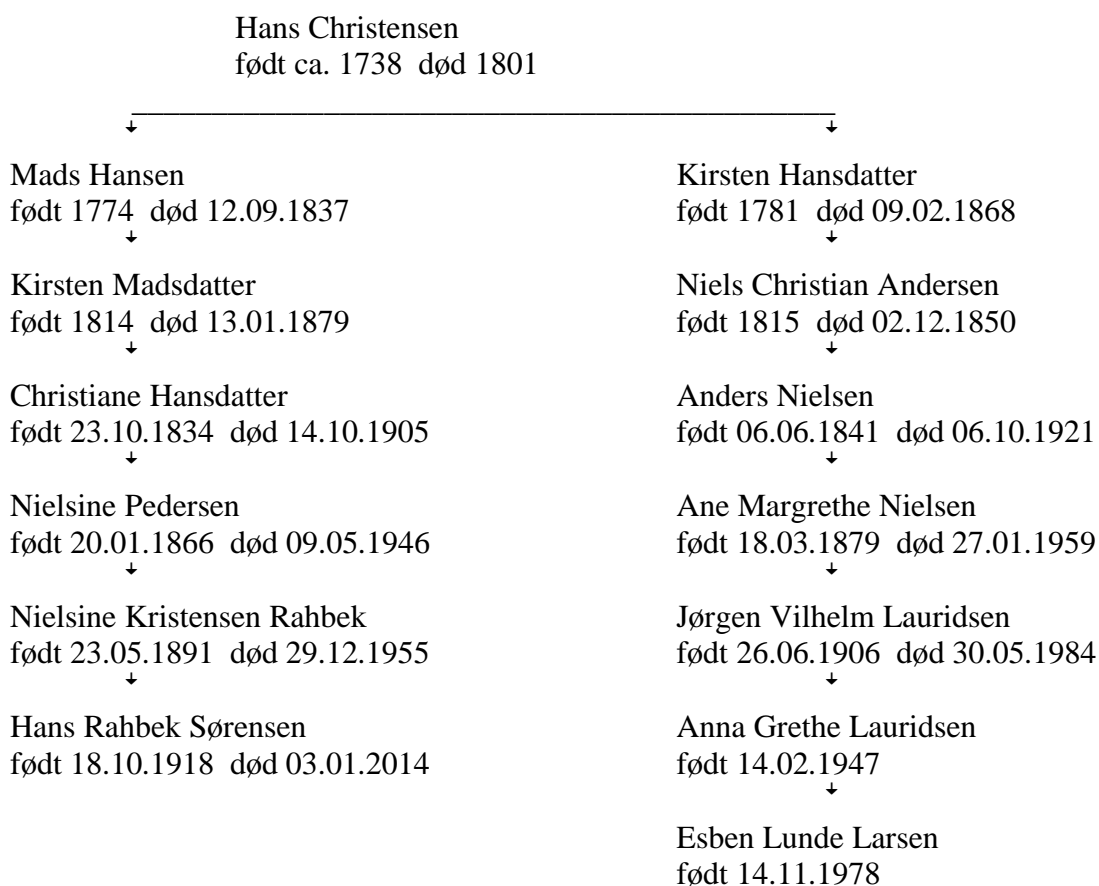 Hans Christensen
født ca. 1738  død 1801
Mads Hansen
født 1774  død 12.09.1837
Kirsten Hansdatter
født 1781  død 09.02.1868
Kirsten Madsdatter
født 1814  død 13.01.1879
Niels Christian Andersen
født 1815  død 02.12.1850
Christiane Hansdatter
født 23.10.1834  død 14.10.1905
Anders Nielsen
født 06.06.1841  død 06.10.1921
Nielsine Pedersen
født 20.01.1866  død 09.05.1946
Ane Margrethe Nielsen
født 18.03.1879  død 27.01.1959
Nielsine Kristensen Rahbek
født 23.05.1891  død 29.12.1955
Jørgen Vilhelm Lauridsen
født 26.06.1906  død 30.05.1984
Hans Rahbek Sørensen
født 18.10.1918  død 03.01.2014
Anna Grethe Lauridsen
født 14.02.1947
Esben Lunde Larsen
født 14.11.1978